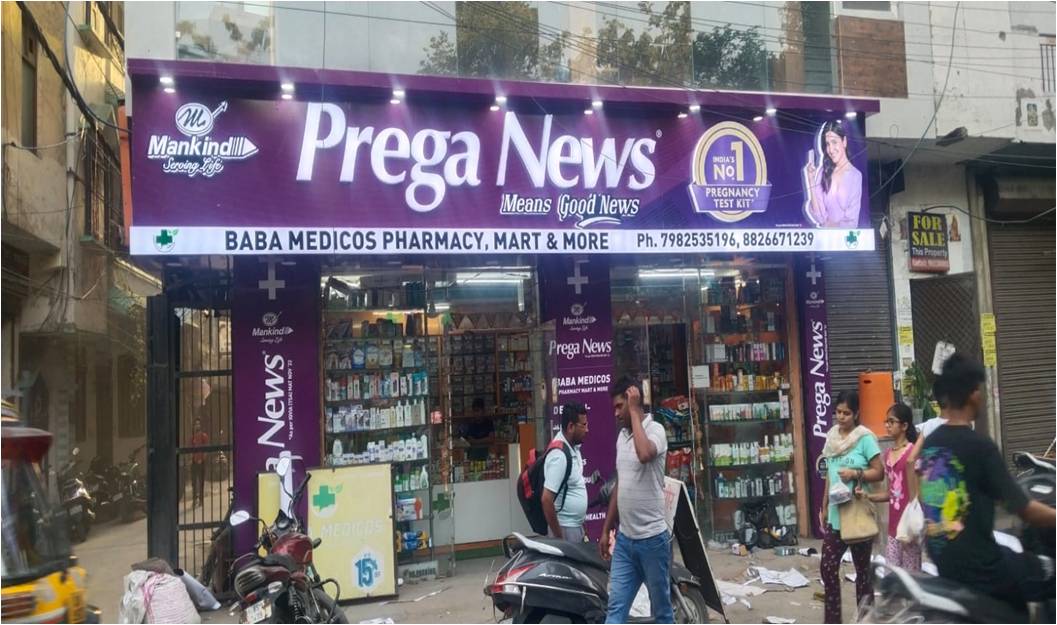 Mankind
Serving Life
Prega News®
Means Good News
INDIA'S
No 1
PREGNANCY
TEST KIT*
BABA MEDICOS PHARMACY, MART & MORE
Ph. 7982535196, 8826671239
FOR
SALE
This Property
Mankind
Serving Life
News®
Mankind
Serving Life
Prega News
BABA MEDICOS
PHARMACY MART & MORE
HEALTH
Mankind
Prega News
MEDICOS
15%